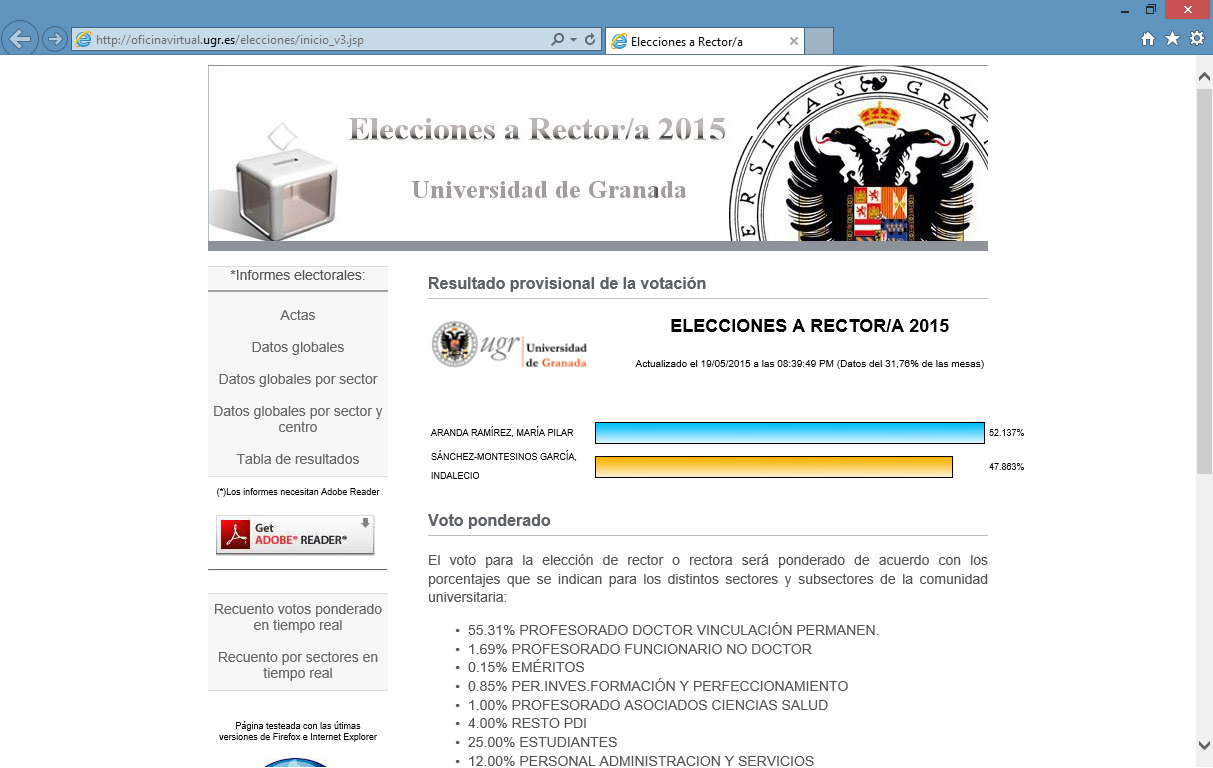 http://oficinavirtual.ugr.es/elecciones/inicio_v3.jsp
Elecciones a Rector/a
Elecciones a Rector/a 2015
Universidad de Granada
ERSITAS GRA
*Informes electorales:
Actas
Datos globales
Datos globales por sector
Datos globales por sector y
centro
Tabla de resultados
(*)Los informes necesitan Adobe Reader
Get
ADOBE® READER®
Recuento votos ponderado
en tiempo real
Recuento por sectores en
tiempo real
Página testeada con las útimas
versiones de Firefox e Internet Explorer
Resultado provisional de la votación
ugr Universidad
de Granada
ELECCIONES A RECTOR/A 2015
Actualizado el 19/05/2015 a las 08:39:49 PM (Datos del 31,76% de las mesas)
ARANDA RAMÍREZ, MARÍA PILAR 52.137%
SÁNCHEZ-MONTESINOS GARCÍA,
INDALECIO 47.863%
Voto ponderado
El voto para la elección de rector o rectora será ponderado de acuerdo con los
porcentajes que se indican para los distintos sectores y subsectores de la comunidad
universitaria:
• 55.31% PROFESORADO DOCTOR VINCULACIÓN PERMANEN.
• 1.69% PROFESORADO FUNCIONARIO NO DOCTOR
• 0.15% EMÉRITOS
• 0.85% PER.INVES.FORMACIÓN Y PERFECCIONAMIENTO
• 1.00% PROFESORADO ASOCIADOS CIENCIAS SALUD
• 4.00% RESTO PDI
• 25.00% ESTUDIANTES
• 12.00% PERSONAL ADMINISTRACION Y SERVICIOS